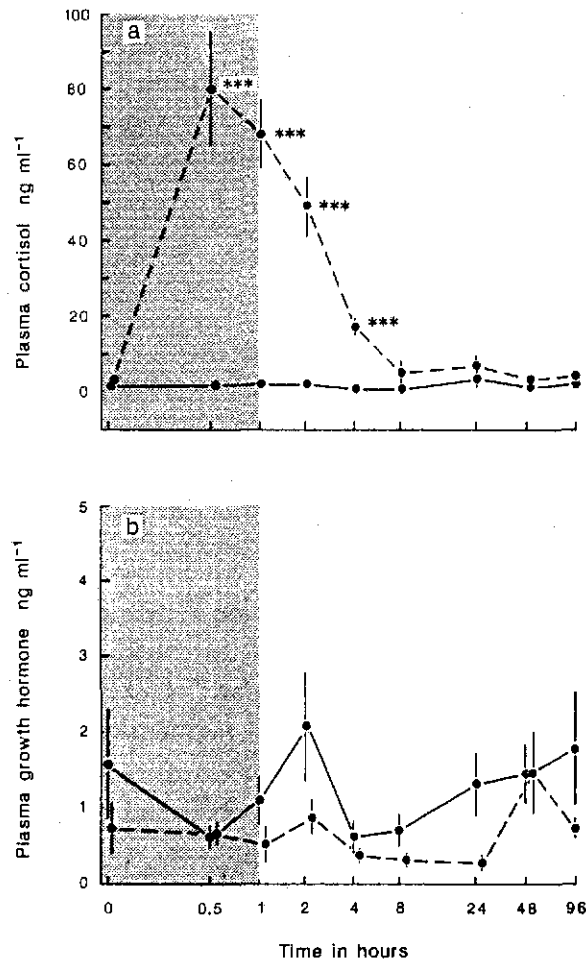 100
a
80
60
40
20
0
***
***
***
***
Plasma cortisol ng ml⁻¹
5
b
4
3
2
1
0
Plasma growth hormone ng ml⁻¹
0 0.5 1 2 4 8 24 48 96
Time in hours